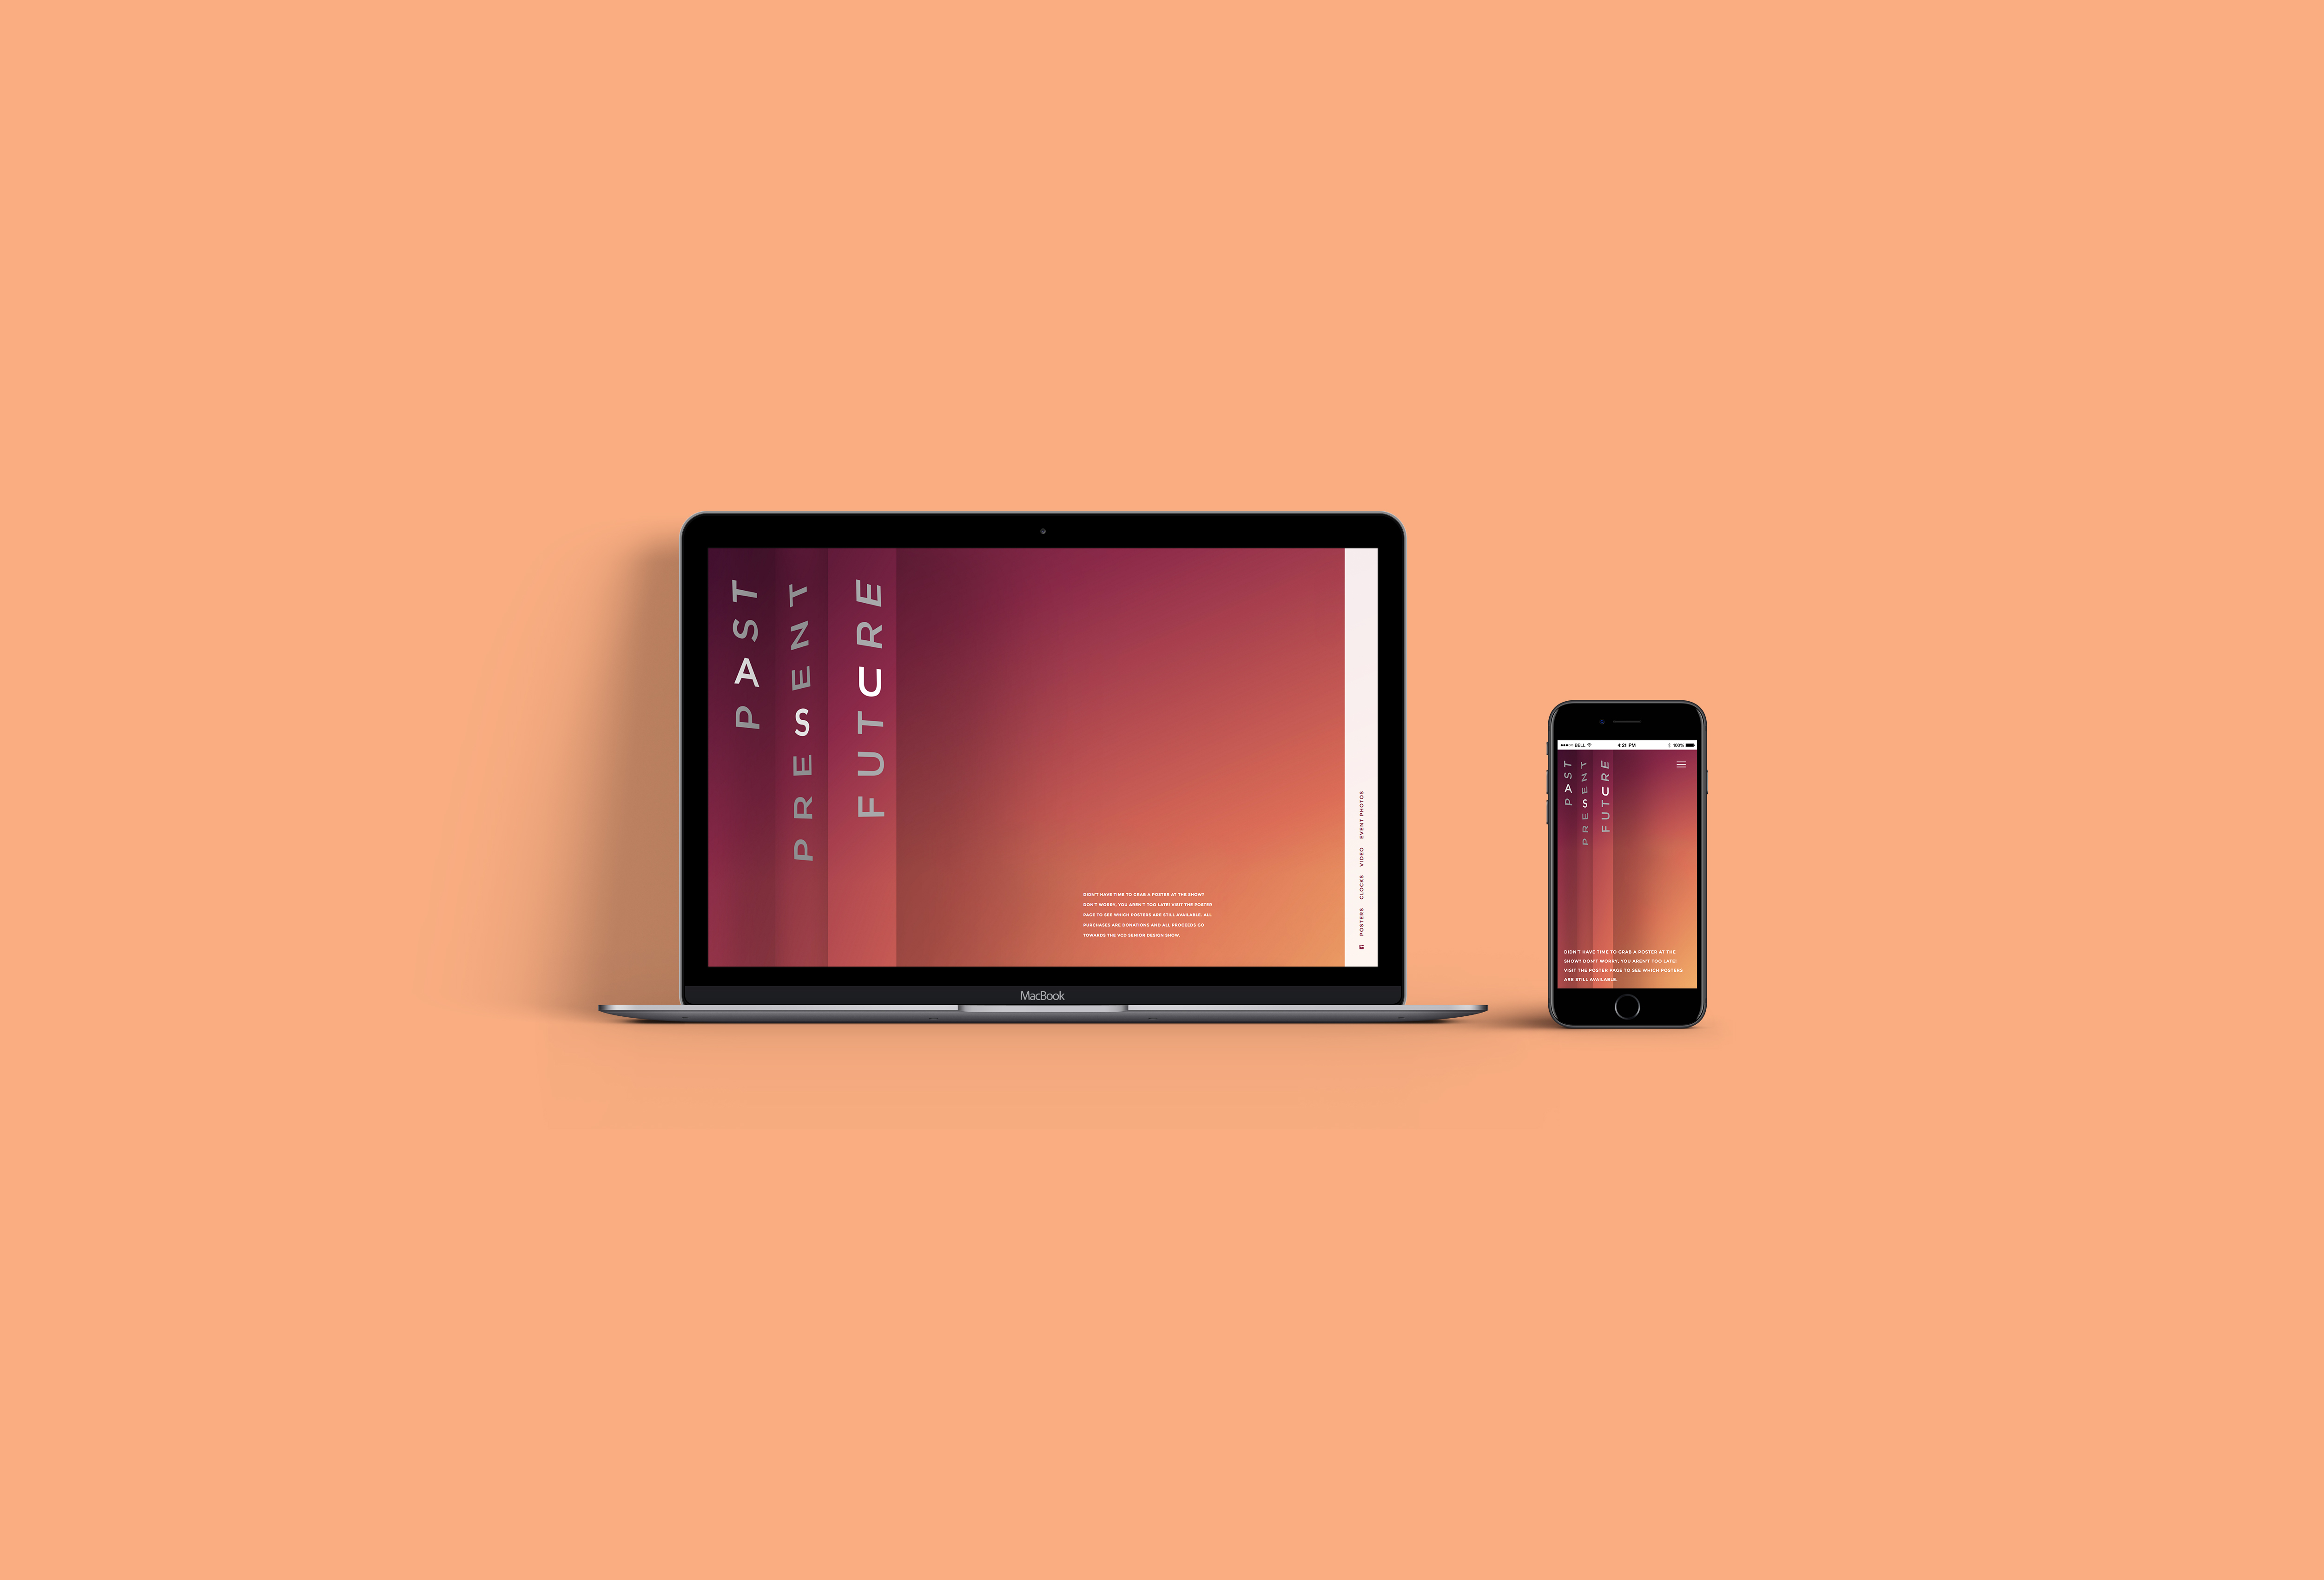 PAST
PRESENT
FUTURE
DIDN'T HAVE TIME TO GRAB A POSTER AT THE SHOW?
DON'T WORRY, YOU AREN'T TOO LATE! VISIT THE POSTER
PAGE TO SEE WHICH POSTERS ARE STILL AVAILABLE. ALL
PURCHASES ARE DONATIONS AND ALL PROCEEDS GO
TOWARDS THE VCD SENIOR DESIGN SHOW.
POSTERS CLOCKS VIDEO EVENT PHOTOS
MacBook
BELL 4:21 PM 100%
PAST
PRESENT
FUTURE
DIDN'T HAVE TIME TO GRAB A POSTER AT THE
SHOW? DON'T WORRY, YOU AREN'T TOO LATE!
VISIT THE POSTER PAGE TO SEE WHICH POSTERS
ARE STILL AVAILABLE.